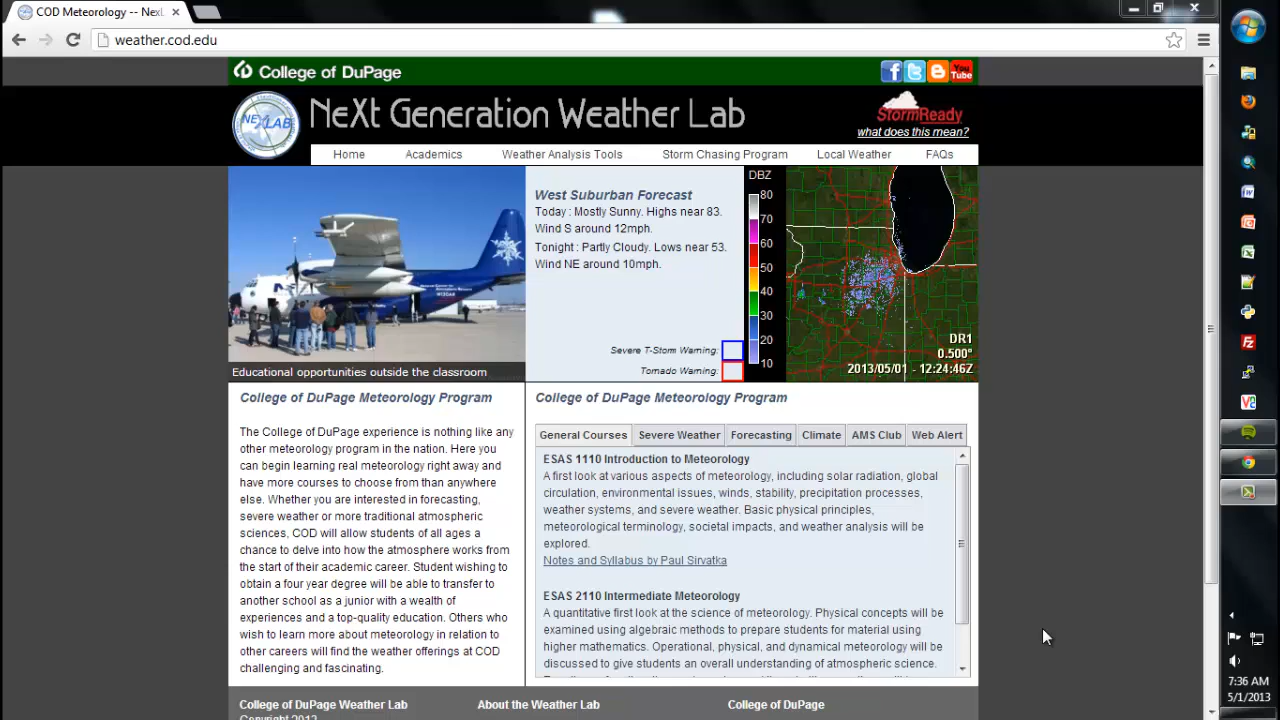 COD Meteorology -- NexL
weather.cod.edu
College of DuPage
You
Tube
NEXLAB
NeXt Generation Weather Lab
StormReady
what does this mean?
Home Academics Weather Analysis Tools Storm Chasing Program Local Weather FAQs
West Suburban Forecast
Today : Mostly Sunny. Highs near 83.
Wind S around 12mph.
Tonight : Partly Cloudy. Lows near 53.
Wind NE around 10mph.
Severe T-Storm Warning:
Tornado Warning:
DBZ
80
70
60
50
40
30
20
10
DR1
0.500°
2013/05/01 - 12:24:46Z
Educational opportunities outside the classroom
College of DuPage Meteorology Program
The College of DuPage experience is nothing like any
other meteorology program in the nation. Here you
can begin learning real meteorology right away and
have more courses to choose from than anywhere
else. Whether you are interested in forecasting,
severe weather or more traditional atmospheric
sciences, COD will allow students of all ages a
chance to delve into how the atmosphere works from
the start of their academic career. Student wishing to
obtain a four year degree will be able to transfer to
another school as a junior with a wealth of
experiences and a top-quality education. Others who
wish to learn more about meteorology in relation to
other careers will find the weather offerings at COD
challenging and fascinating.
College of DuPage Meteorology Program
General Courses Severe Weather Forecasting Climate AMS Club Web Alert
ESAS 1110 Introduction to Meteorology
A first look at various aspects of meteorology, including solar radiation, global
circulation, environmental issues, winds, stability, precipitation processes,
weather systems, and severe weather. Basic physical principles,
meteorological terminology, societal impacts, and weather analysis will be
explored.
Notes and Syllabus by Paul Sirvatka
ESAS 2110 Intermediate Meteorology
A quantitative first look at the science of meteorology. Physical concepts will be
examined using algebraic methods to prepare students for material using
higher mathematics. Operational, physical, and dynamical meteorology will be
discussed to give students an overall understanding of atmospheric science.
College of DuPage Weather Lab About the Weather Lab College of DuPage
Copyright 2012
7:36 AM
5/1/2013